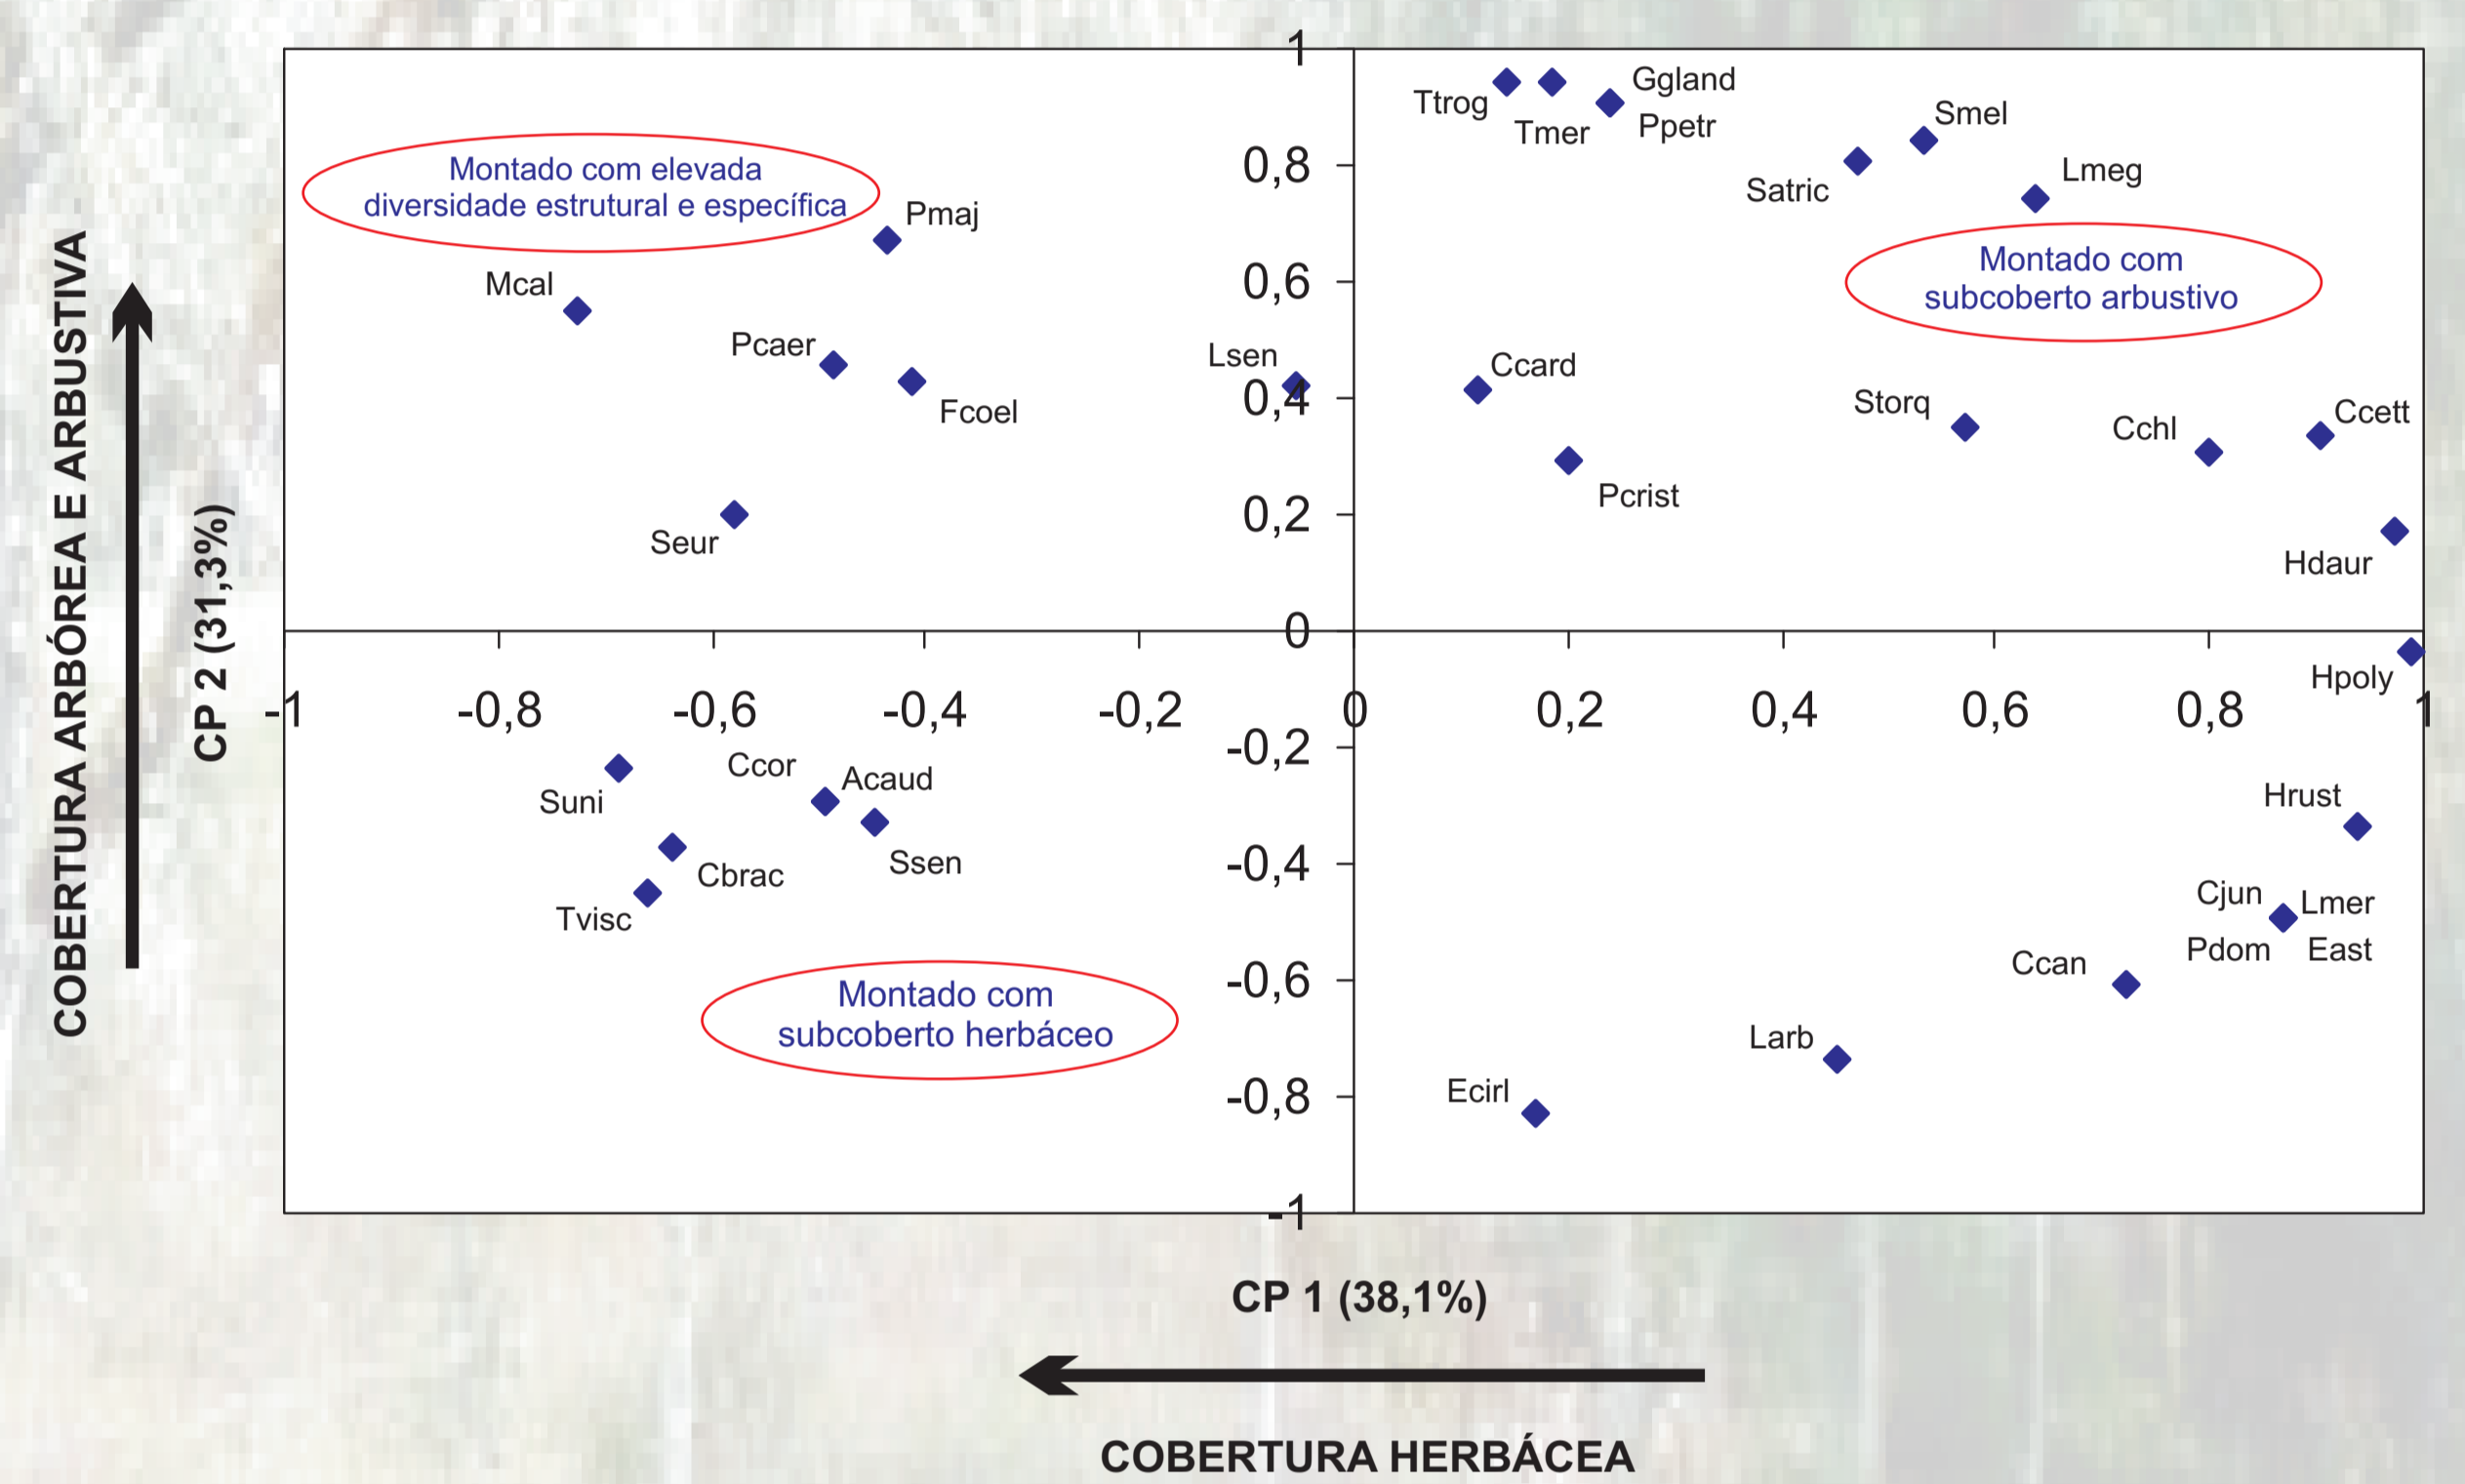 1
Ttrog
Ggland
Tmer
Ppetr
Smel
Satric
Lmeg
0,8
Montado com elevada
diversidade estrutural e específica
Pmaj
Mcal
0,6
Montado com
subcoberto arbustivo
Pcaer
Fcoel
Lsen
0,4
Ccard
Storq
Cchl
Ccett
Pcrist
0,2
Seur
Hdaur
0
Hpoly
-1
-0,8
-0,6
-0,4
-0,2
0
0,2
0,4
0,6
0,8
1
-0,2
Ccor
Acaud
Suni
Ssen
Cbrac
Tvisc
Hrust
-0,4
Cjun
Lmer
Pdom
East
Ccan
-0,6
Montado com
subcoberto herbáceo
Larb
Ecirl
-0,8
-1
COBERTURA ARBÓREA E ARBUSTIVA
CP 2 (31,3%)
CP 1 (38,1%)
COBERTURA HERBÁCEA